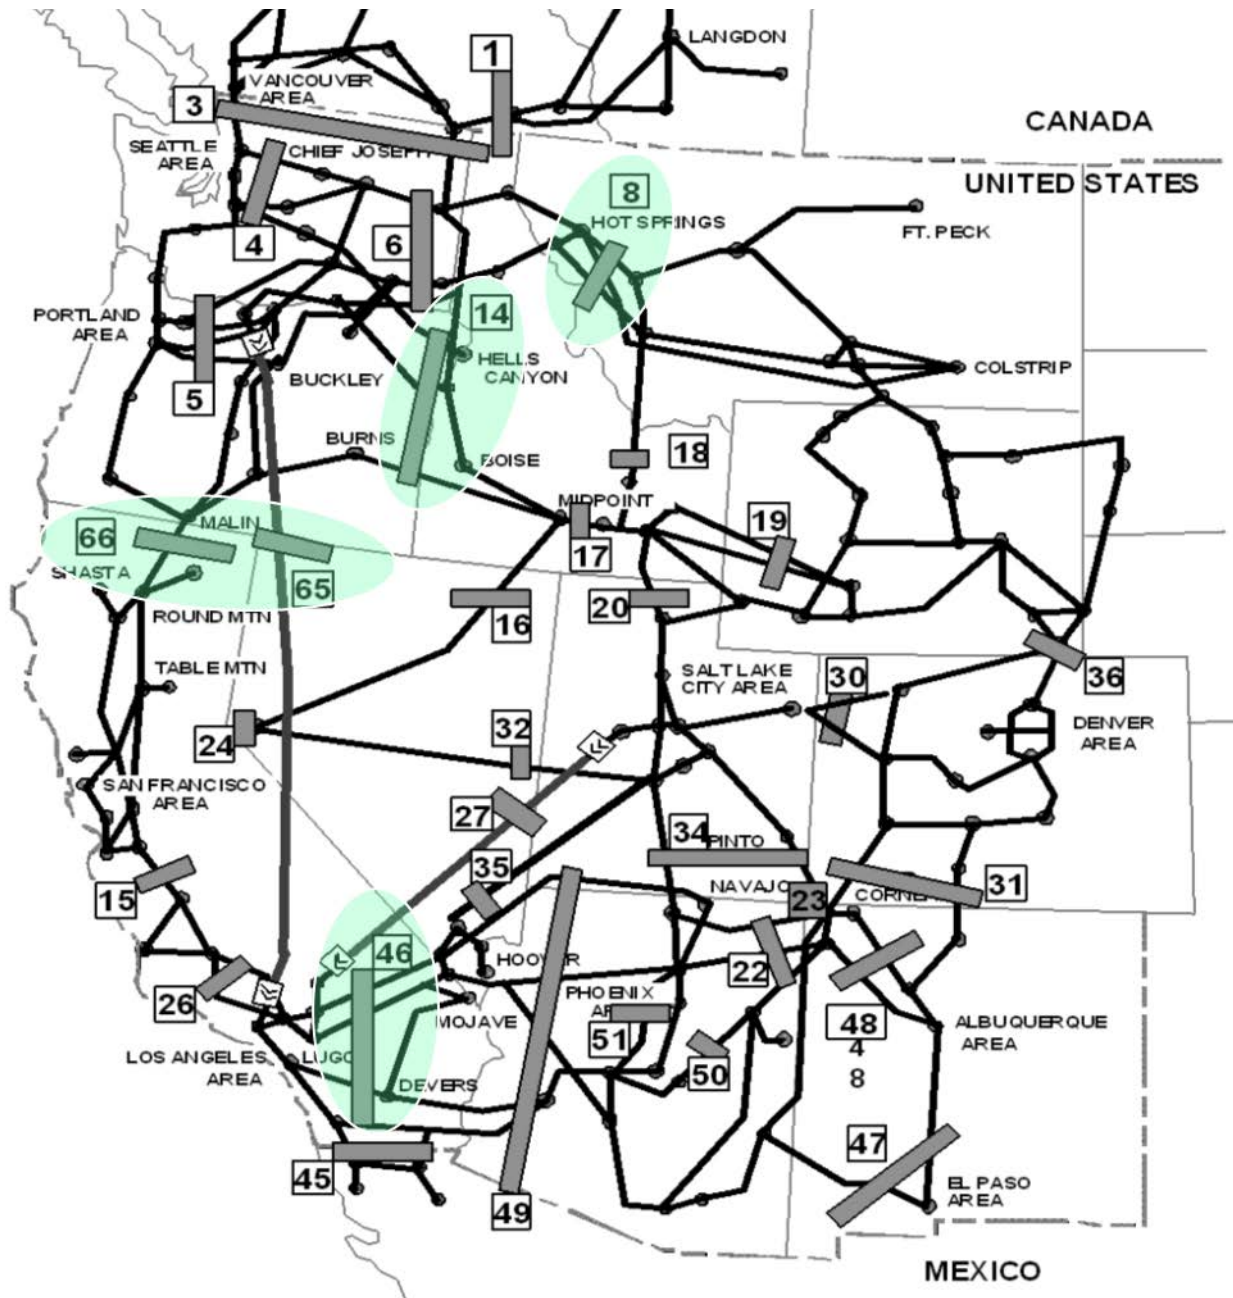 LANGDON
1
VANCOUVER
AREA
3
CANADA
SEATTLE
AREA
CHIEF JOSEPH
UNITED STATES
8
HOT SPRINGS
FT. PECK
4
6
PORTLAND
AREA
14
HELLS
CANYON
COLSTRIP
5
BUCKLEY
BURNS
18
BOISE
MIDPOINT
MALIN
66
19
17
SHASTA
65
ROUND MTN
16
20
TABLE MTN
SALT LAKE
CITY AREA
30
36
24
32
DENVER
AREA
SAN FRANCISCO
AREA
27
34
PINTO
35
NAVAJO
23
31
15
46
HOOVER
22
26
PHOENIX
MOJAVE
51
48
4
8
ALBUQUERQUE
AREA
LOS ANGELES
AREA
LUGO
50
DEVERS
47
45
EL PASO
AREA
49
MEXICO